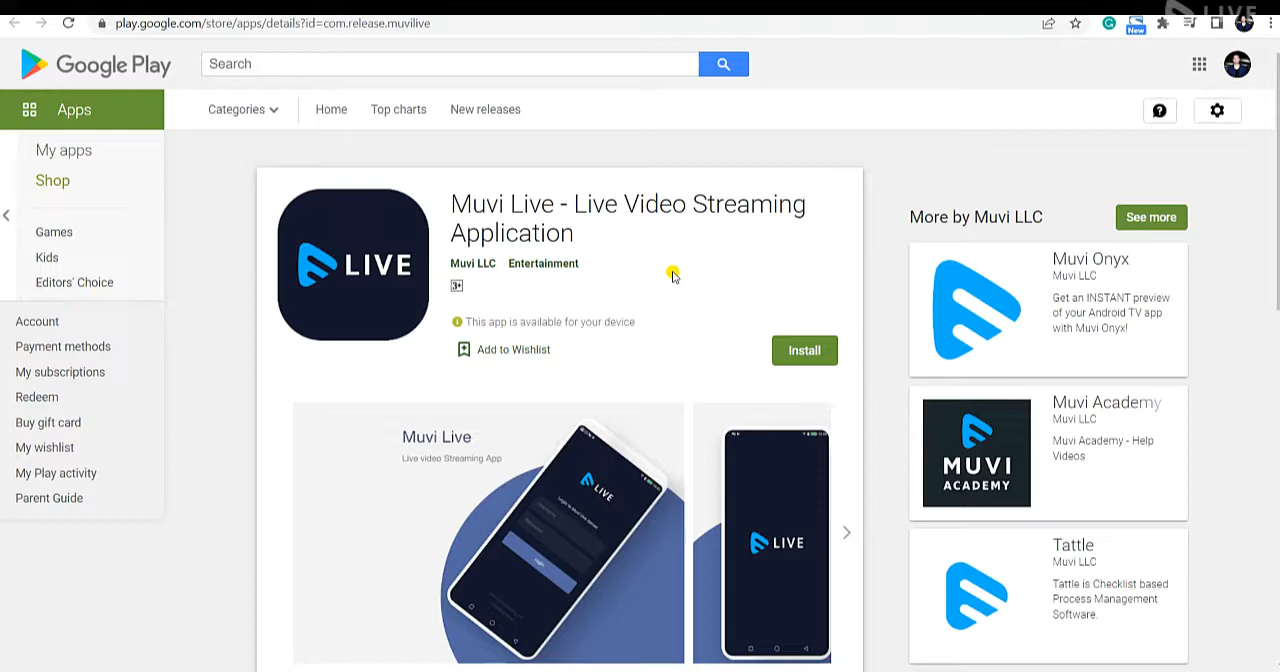 LIVE
play.google.com/store/apps/details?id=com.release.muvilive
New
Google Play
Search
Apps
Categories
Home
Top charts
New releases
My apps
Shop
Games
Kids
Editors' Choice
Account
Payment methods
My subscriptions
Redeem
Buy gift card
My wishlist
My Play activity
Parent Guide
LIVE
Muvi Live - Live Video Streaming
Application
Muvi LLC Entertainment
3+
This app is available for your device
Add to Wishlist
Install
Muvi Live
Live video Streaming App
LIVE
Login
LIVE
More by Muvi LLC
See more
Muvi Onyx
Muvi LLC
Get an INSTANT preview
of your Android TV app
with Muvi Onyx!
MUVI
ACADEMY
Muvi Academy
Muvi LLC
Muvi Academy - Help
Videos
Tattle
Muvi LLC
Tattle is Checklist based
Process Management
Software.